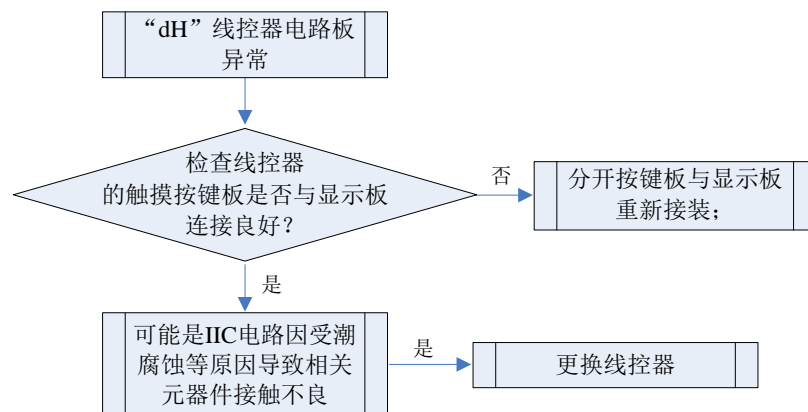 “dH”线控器电路板
异常
检查线控器
的触摸按键板是否与显示板
连接良好？
否
分开按键板与显示板
重新接装；
是
可能是IIC电路因受潮
腐蚀等原因导致相关
元器件接触不良
是
更换线控器